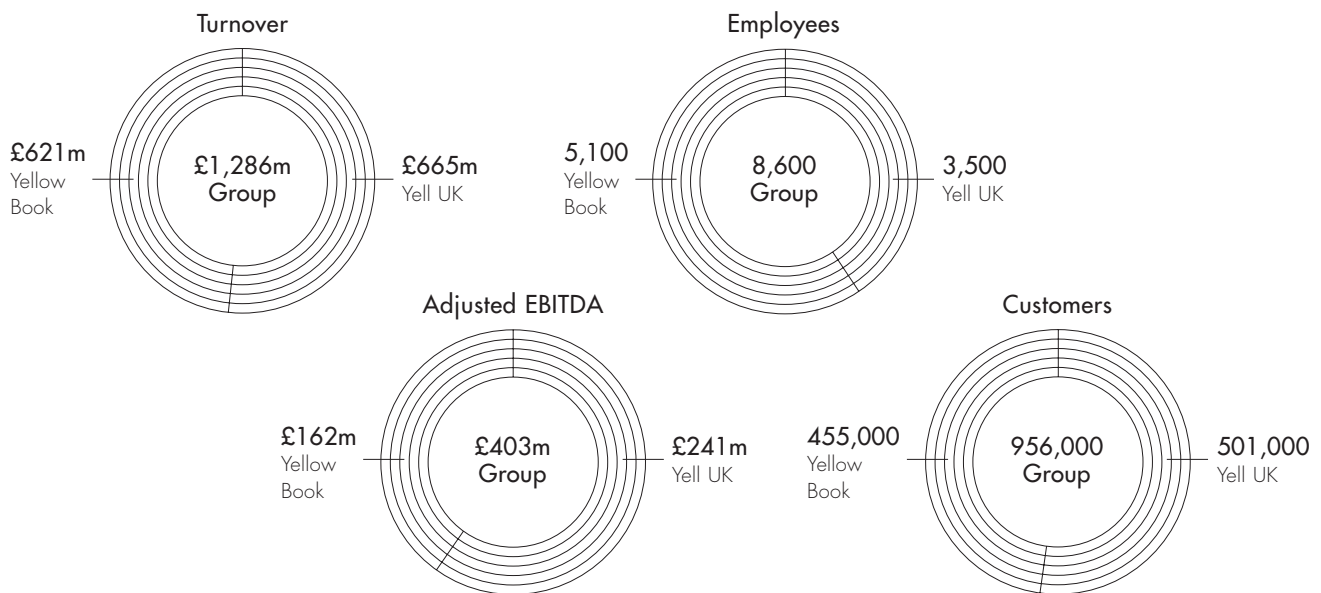 Turnover
£621m
Yellow
Book
£1,286m
Group
£665m
Yell UK
Employees
5,100
Yellow
Book
8,600
Group
3,500
Yell UK
Adjusted EBITDA
£162m
Yellow
Book
£403m
Group
£241m
Yell UK
Customers
455,000
Yellow
Book
956,000
Group
501,000
Yell UK